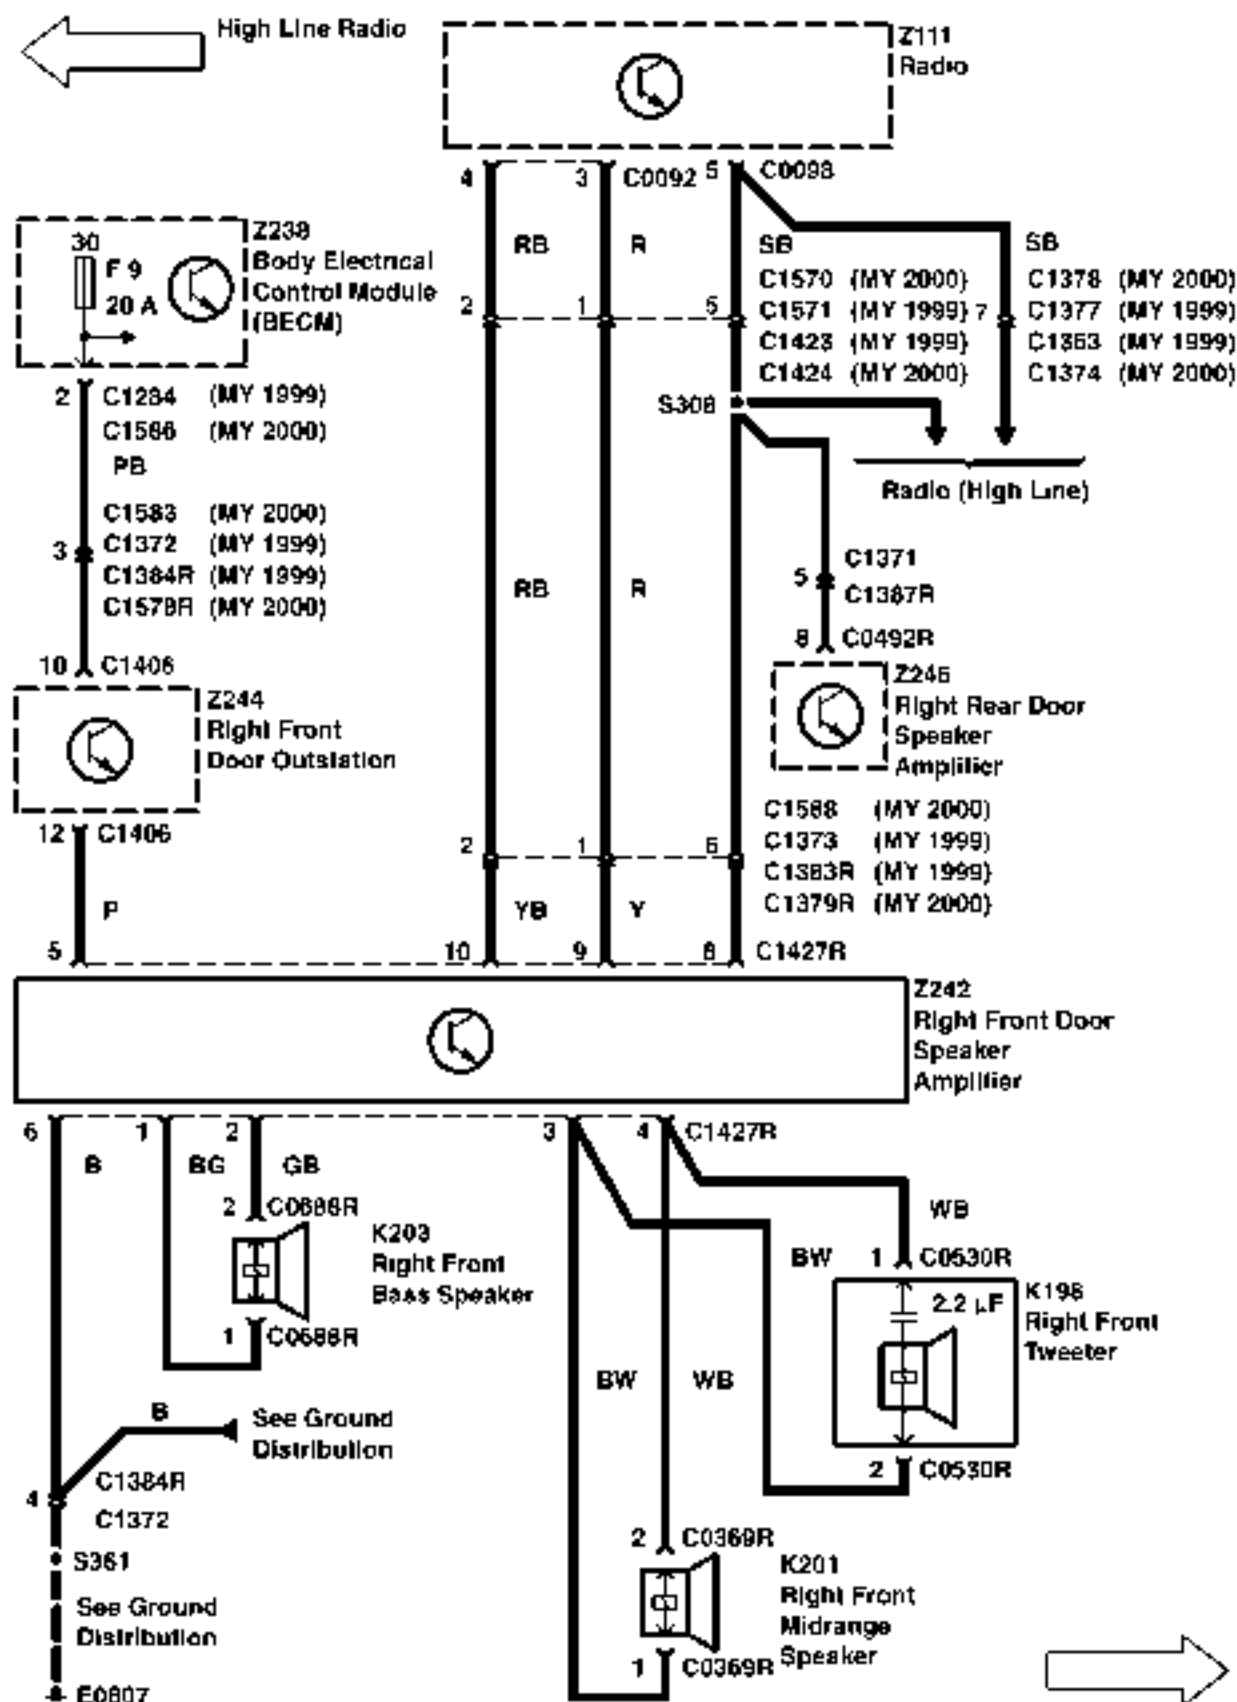 High Line Radio
Z111
Radio
4
3
C0092
5
C0098
Z238
Body Electrical
Control Module
(BECM)
30
F 9
20 A
RB
R
SB
SB
C1570 (MY 2000)
C1571 (MY 1999)
C1423 (MY 1999)
C1424 (MY 2000)
7
C1378 (MY 2000)
C1377 (MY 1999)
C1363 (MY 1999)
C1374 (MY 2000)
2
1
5
S308
Radio (High Line)
2
C1284 (MY 1999)
C1586 (MY 2000)
PB
C1583 (MY 2000)
3
C1372 (MY 1999)
C1384R (MY 1999)
C1578R (MY 2000)
RB
R
5
C1371
C1387R
8
C0492R
10
C1406
Z244
Right Front
Door Outstation
Z245
Right Rear Door
Speaker
Amplifier
12
C1406
2
1
6
C1588 (MY 2000)
C1373 (MY 1999)
C1383R (MY 1999)
C1379R (MY 2000)
P
YB
Y
5
10
9
8
C1427R
Z242
Right Front Door
Speaker
Amplifier
6
1
2
3
4
C1427R
B
BG
GB
2
C0688R
K203
Right Front
Bass Speaker
1
C0688R
WB
BW
1
C0530R
2.2 µF
K198
Right Front
Tweeter
2
C0530R
BW
WB
B
See Ground
Distribution
4
C1384R
C1372
S361
See Ground
Distribution
E0807
2
C0369R
K201
Right Front
Midrange
Speaker
1
C0369R